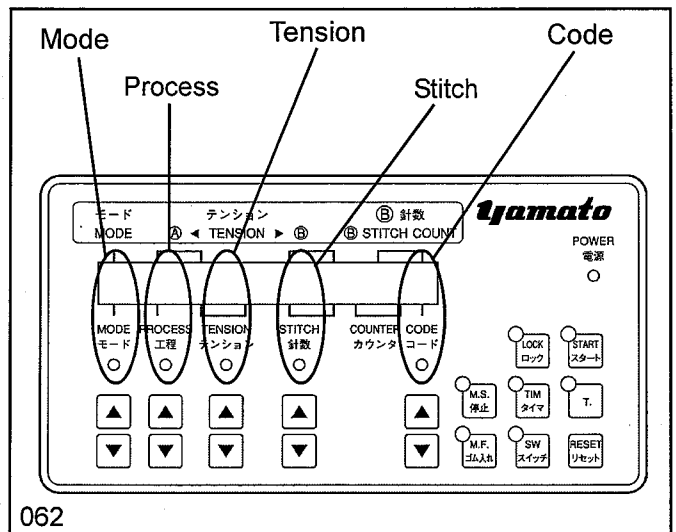 Mode
Tension
Code
Process
Stitch
モード テンション Ⓑ 針数
MODE Ⓐ ◀ TENSION ▶ Ⓑ Ⓑ STITCH COUNT
yamato
POWER
電源
MODE PROCESS TENSION STITCH COUNTER CODE
モード 工程 テンション 針数 カウンタ コード
LOCK
ロック
START
スタート
M.S.
停止
TIM
タイマ
T.
M.F.
ゴム入れ
SW
スイッチ
RESET
リセット
062